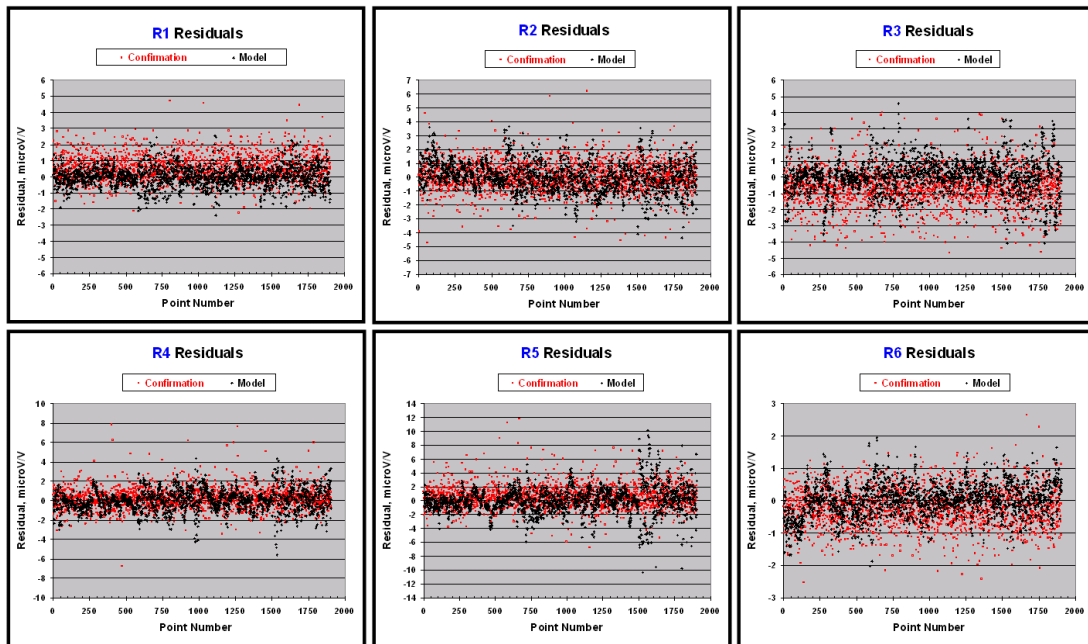 R1 Residuals
Confirmation Model
Residual, microV/V
6
5
4
3
2
1
0
-1
-2
-3
-4
-5
-6
0 250 500 750 1000 1250 1500 1750 2000
Point Number
R2 Residuals
Confirmation Model
Residual, microV/V
7
6
5
4
3
2
1
0
-1
-2
-3
-4
-5
-6
-7
0 250 500 750 1000 1250 1500 1750 2000
Point Number
R3 Residuals
Confirmation Model
Residual, microV/V
6
5
4
3
2
1
0
-1
-2
-3
-4
-5
-6
0 250 500 750 1000 1250 1500 1750 2000
Point Number
R4 Residuals
Confirmation Model
Residual, microV/V
10
8
6
4
2
0
-2
-4
-6
-8
-10
0 250 500 750 1000 1250 1500 1750 2000
Point Number
R5 Residuals
Confirmation Model
Residual, microV/V
14
12
10
8
6
4
2
0
-2
-4
-6
-8
-10
-12
-14
0 250 500 750 1000 1250 1500 1750 2000
Point Number
R6 Residuals
Confirmation Model
Residual, microV/V
3
2
1
0
-1
-2
-3
0 250 500 750 1000 1250 1500 1750 2000
Point Number